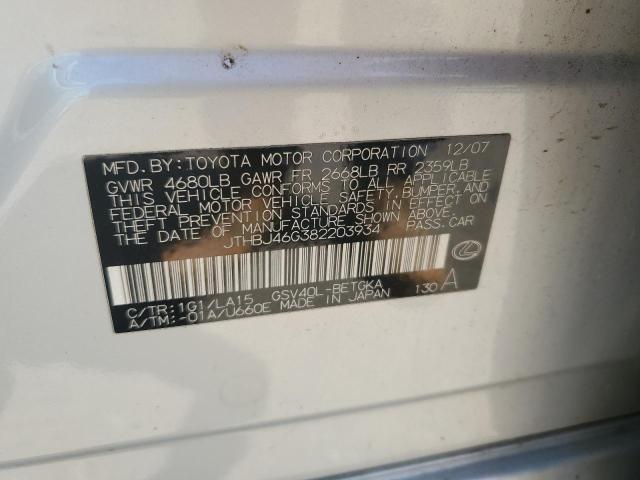 MFD. BY: TOYOTA MOTOR CORPORATION 12/07
GVWR 4680LB GAWR FR 2668LB RR 2359LB
THIS VEHICLE CONFORMS TO ALL APPLICABLE
FEDERAL MOTOR VEHICLE SAFETY, BUMPER, AND
THEFT PREVENTION STANDARDS IN EFFECT ON
THE DATE OF MANUFACTURE SHOWN ABOVE.
JTHBJ46G382203934 PASS. CAR
C/TR: 1G1/LA15 GSV40L-BETGKA
A/TM: -01A/U660E MADE IN JAPAN 130 A